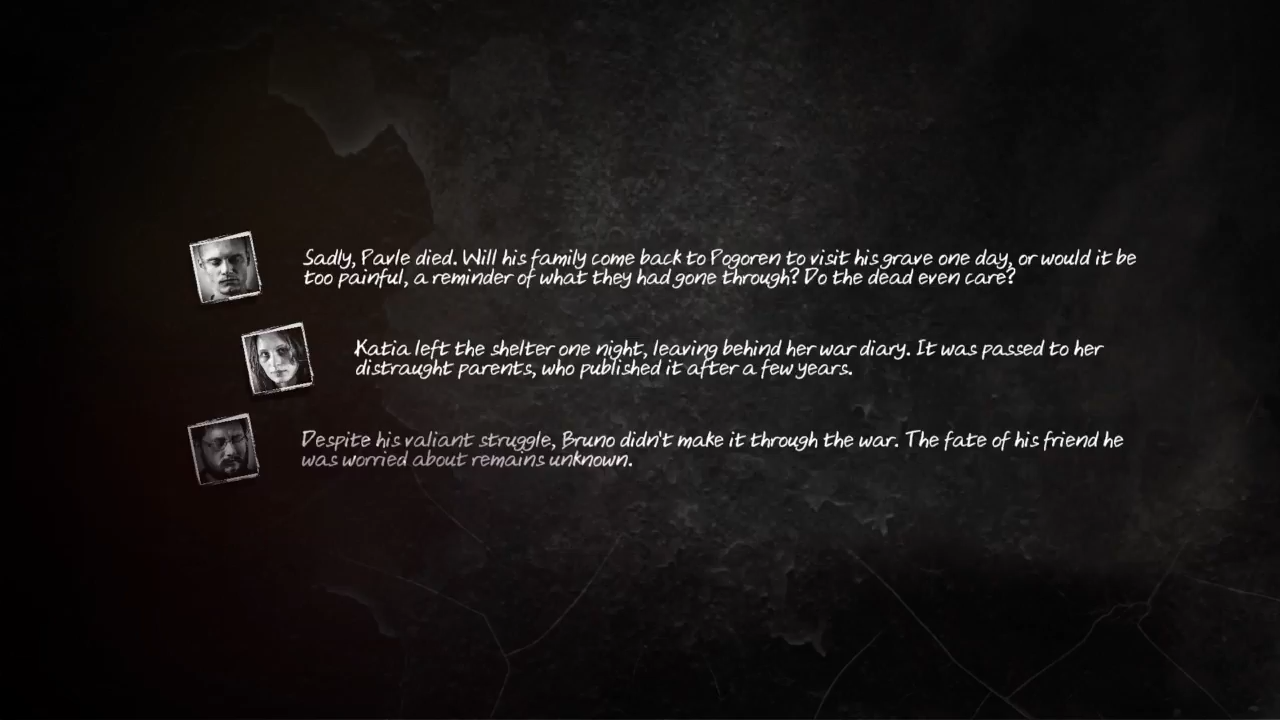 Sadly, Pavle died. Will his family come back to Pogoren to visit his grave one day, or would it be
too painful, a reminder of what they had gone through? Do the dead even care?
Katia left the shelter one night, leaving behind her war diary. It was passed to her
distraught parents, who published it after a few years.
Despite his valiant struggle, Bruno didn't make it through the war. The fate of his friend he
was worried about remains unknown.